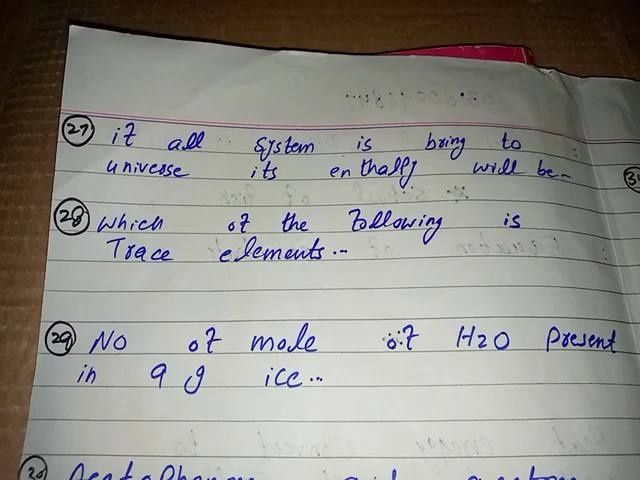 27 if all system is bring to
universe its enthally will be-
28 which of the following is
Trace elements..
29 No of mole of H2O Present
in 9 g ice...